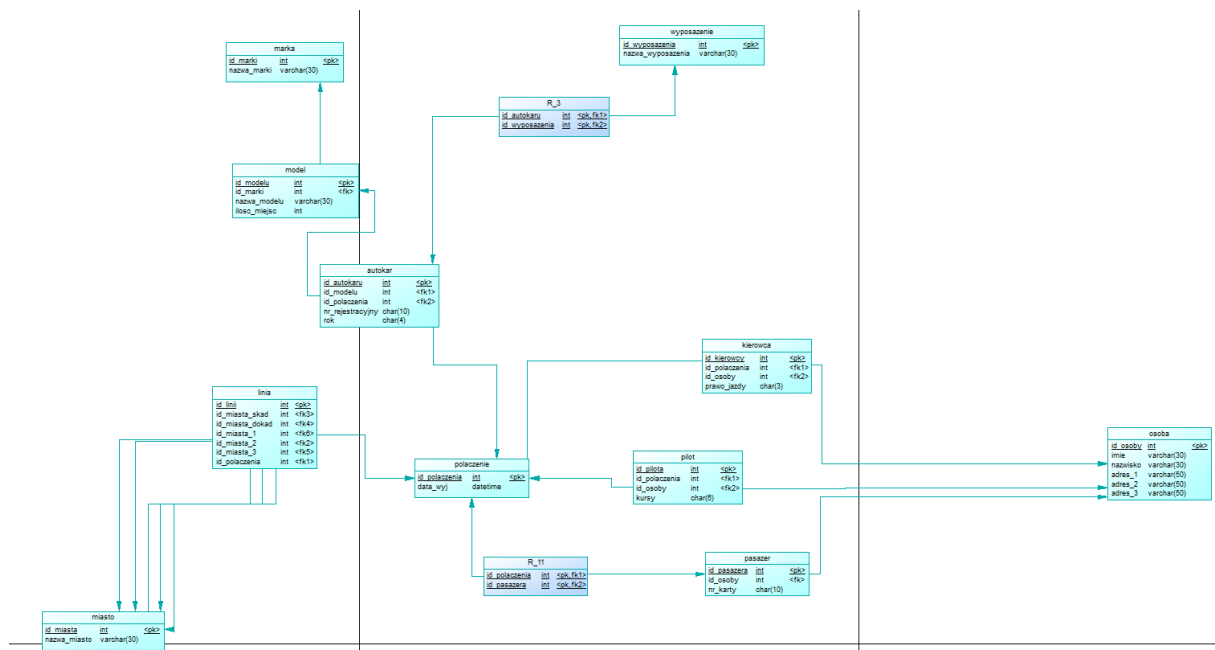 wyposazenie
id_wyposazenia int <pk>
nazwa_wyposazenia varchar(30)
marka
id_marki int <pk>
nazwa_marki varchar(30)
R_3
id_autokaru int <pk,fk1>
id_wyposazenia int <pk,fk2>
model
id_modelu int <pk>
id_marki int <fk>
nazwa_modelu varchar(30)
ilosc_miejsc int
autokar
id_autokaru int <pk>
id_modelu int <fk1>
id_polaczenia int <fk2>
nr_rejestracyjny char(10)
rok char(4)
kierowca
id_kierowcy int <pk>
id_polaczenia int <fk1>
id_osoby int <fk2>
prawo_jazdy char(3)
linia
id_linii int <pk>
id_miasta_skad int <fk3>
id_miasta_dokad int <fk4>
id_miasta_1 int <fk6>
id_miasta_2 int <fk2>
id_miasta_3 int <fk5>
id_polaczenia int <fk1>
osoba
id_osoby int <pk>
imie varchar(30)
nazwisko varchar(30)
adres_1 varchar(50)
adres_2 varchar(50)
adres_3 varchar(50)
polaczenie
id_polaczenia int <pk>
data_wyj datetime
pilot
id_pilota int <pk>
id_polaczenia int <fk1>
id_osoby int <fk2>
kursy char(6)
R_11
id_polaczenia int <pk,fk1>
id_pasazera int <pk,fk2>
pasazer
id_pasazera int <pk>
id_osoby int <fk>
nr_karty char(10)
miasto
id_miasta int <pk>
nazwa_miasto varchar(30)